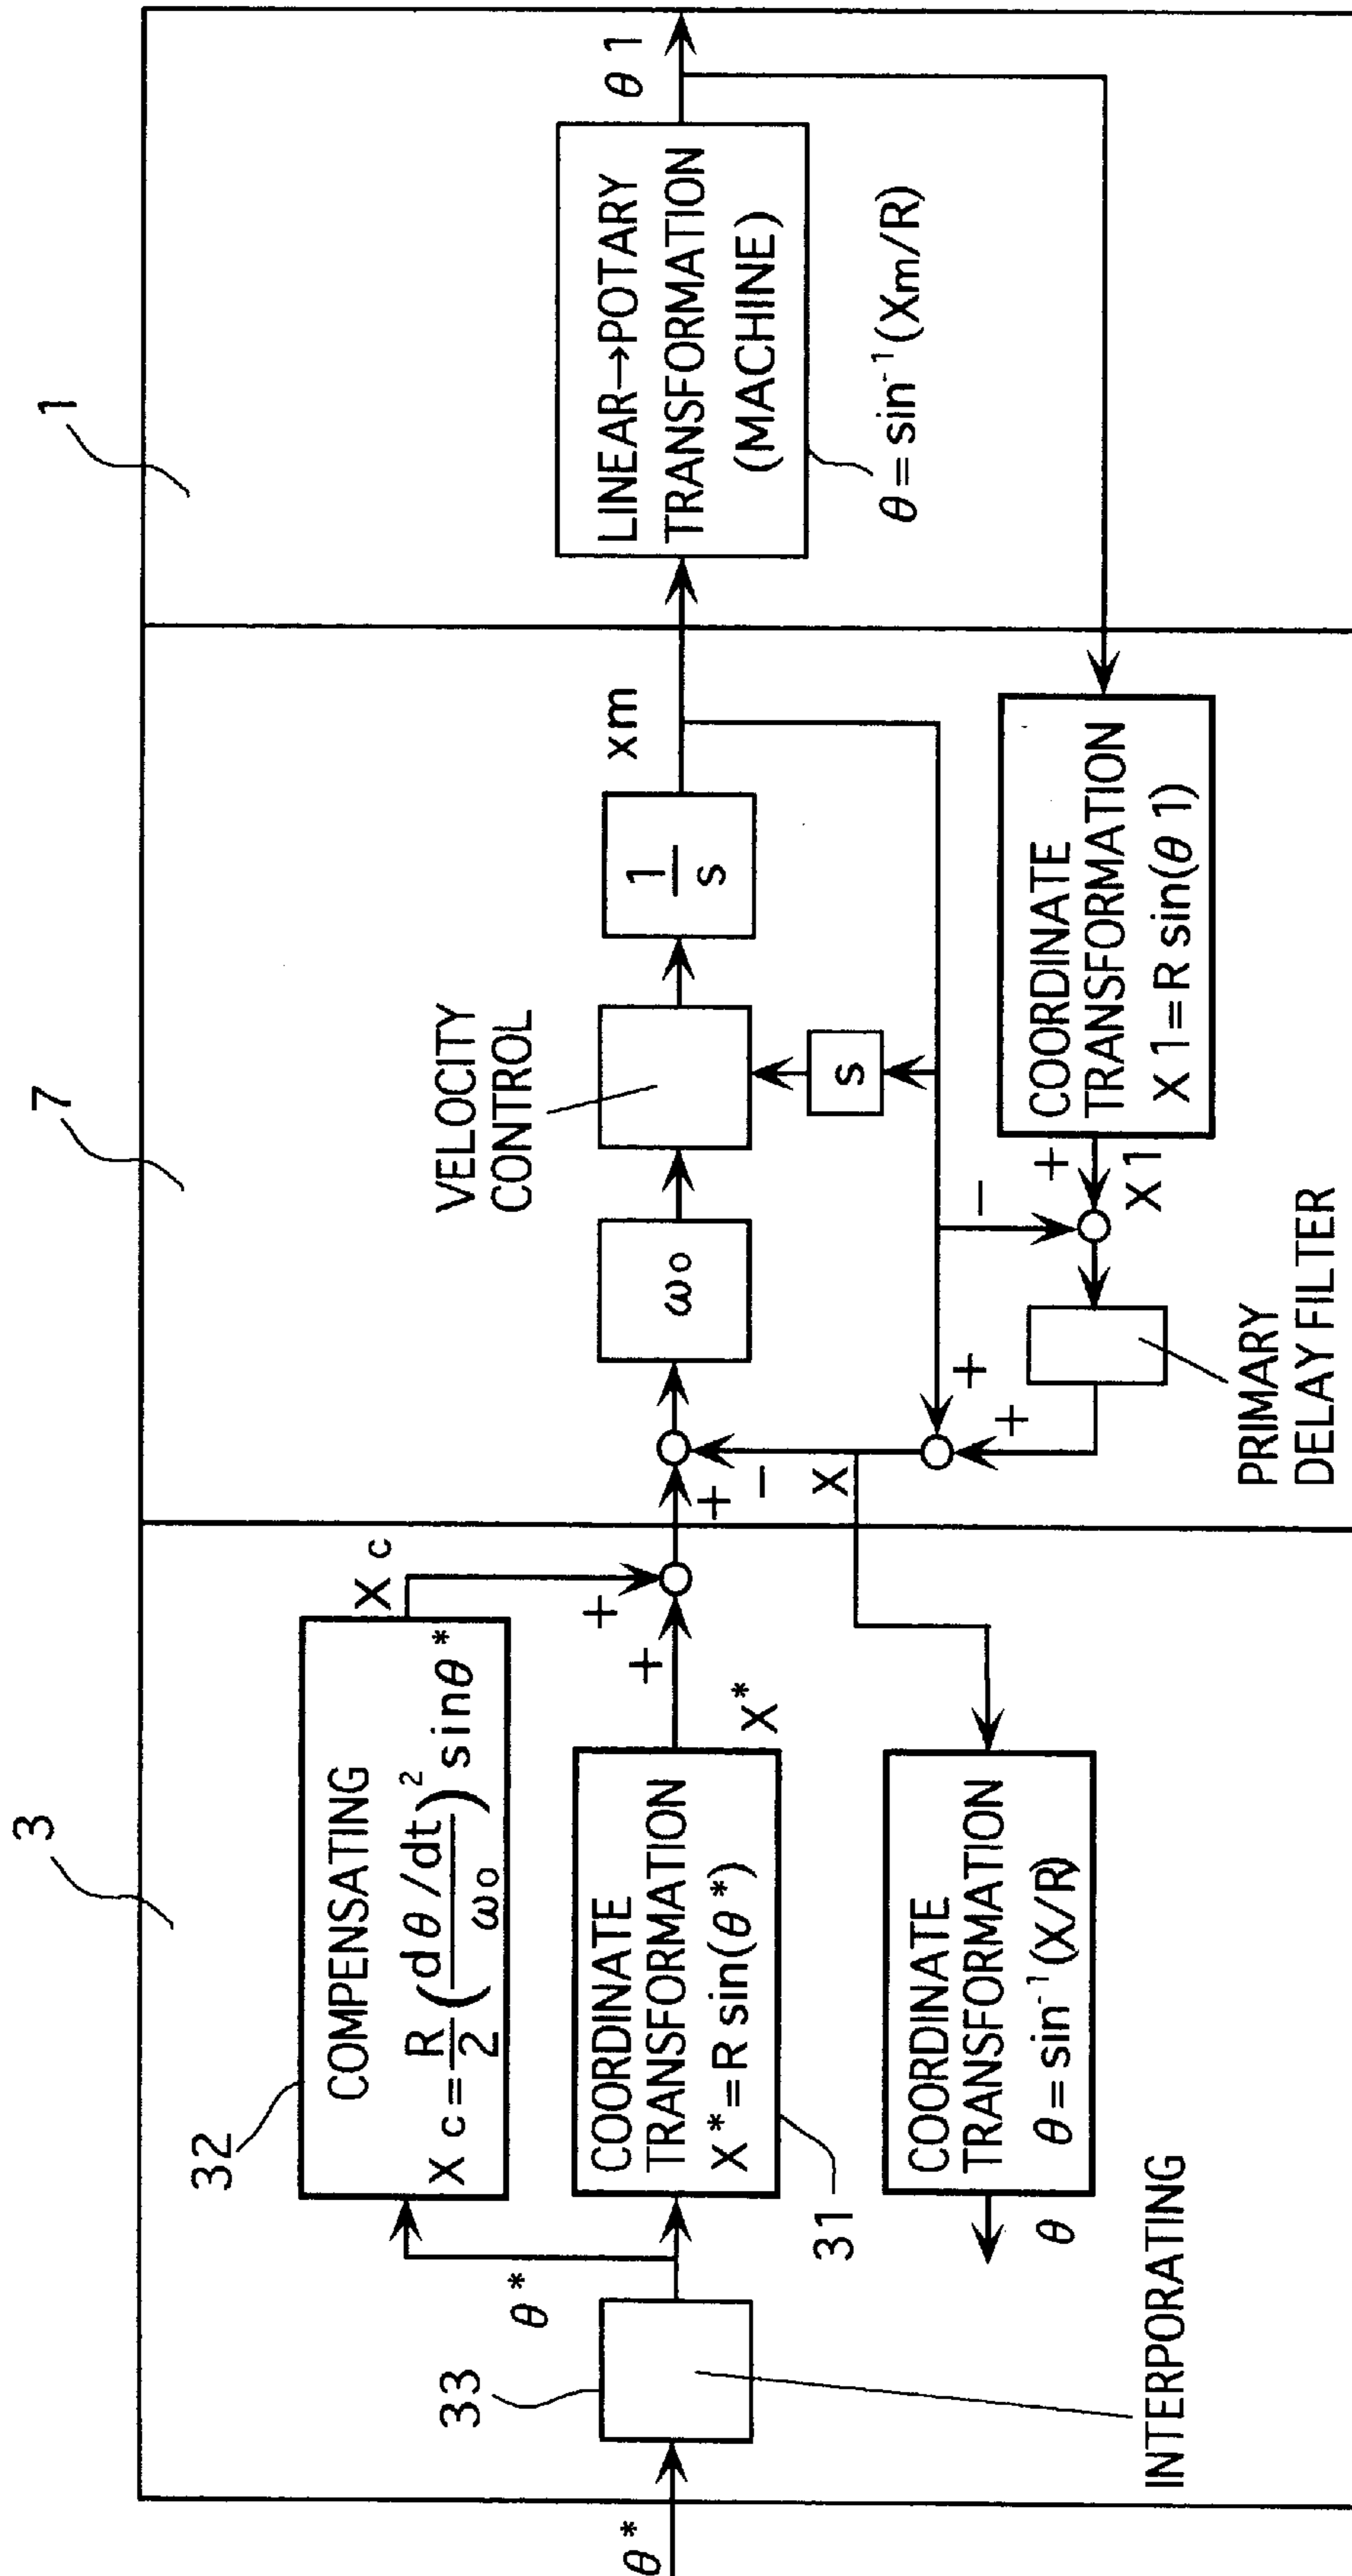 3
7
1
θ*
33
INTERPORATING
θ*
32
COMPENSATING
Xc=R/2(dθ/dt/ω₀)²sinθ*
Xc
COORDINATE
TRANSFORMATION
X*=R sin(θ*)
31
X*
+
+
COORDINATE
TRANSFORMATION
θ=sin⁻¹(X/R)
θ
+
−
X
ω₀
VELOCITY
CONTROL
1/s
xm
s
+
+
−
+
X1
PRIMARY
DELAY FILTER
COORDINATE
TRANSFORMATION
X1=R sin(θ1)
LINEAR→POTARY
TRANSFORMATION
(MACHINE)
θ=sin⁻¹(Xm/R)
θ1